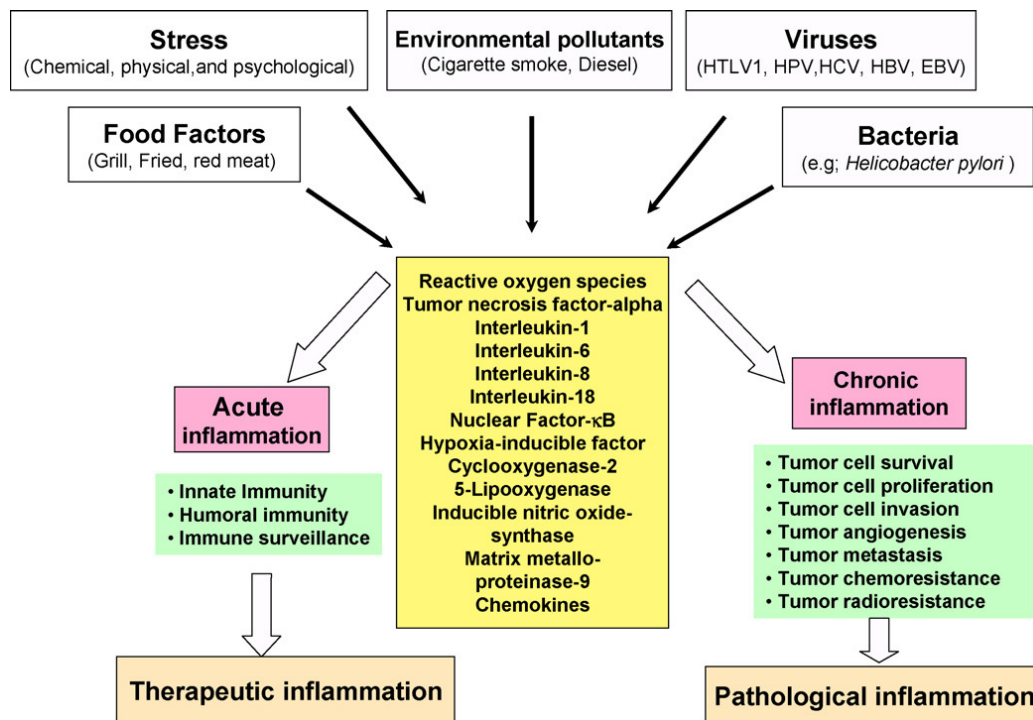 Stress
(Chemical, physical,and psychological)
Environmental pollutants
(Cigarette smoke, Diesel)
Viruses
(HTLV1, HPV,HCV, HBV, EBV)
Food Factors
(Grill, Fried, red meat)
Bacteria
(e.g; Helicobacter pylori )
Reactive oxygen species
Tumor necrosis factor-alpha
Interleukin-1
Interleukin-6
Interleukin-8
Interleukin-18
Nuclear Factor-κB
Hypoxia-inducible factor
Cyclooxygenase-2
5-Lipooxygenase
Inducible nitric oxide-
synthase
Matrix metallo-
proteinase-9
Chemokines
Acute
inflammation
• Innate Immunity
• Humoral immunity
• Immune surveillance
Therapeutic inflammation
Chronic
inflammation
• Tumor cell survival
• Tumor cell proliferation
• Tumor cell invasion
• Tumor angiogenesis
• Tumor metastasis
• Tumor chemoresistance
• Tumor radioresistance
Pathological inflammation